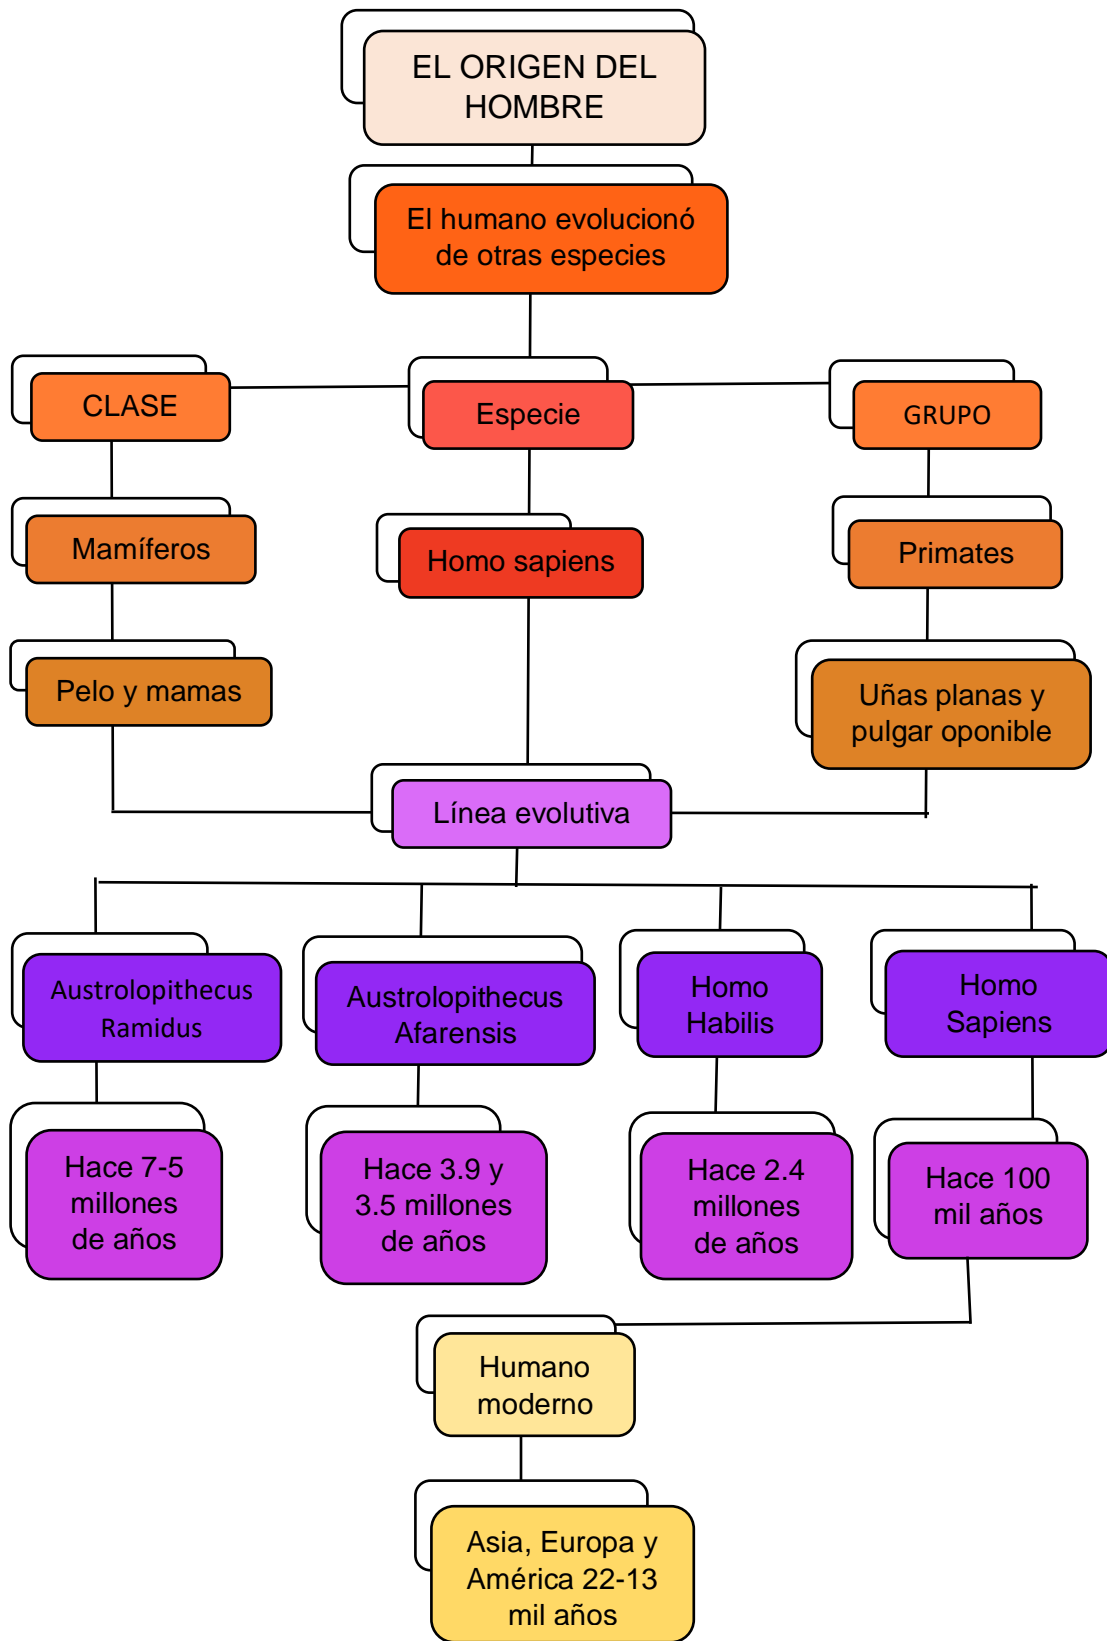 EL ORIGEN DEL
HOMBRE
El humano evolucionó
de otras especies
CLASE
Especie
GRUPO
Mamíferos
Homo sapiens
Primates
Pelo y mamas
Uñas planas y
pulgar oponible
Línea evolutiva
Austrolopithecus
Ramidus
Austrolopithecus
Afarensis
Homo
Habilis
Homo
Sapiens
Hace 7-5
millones
de años
Hace 3.9 y
3.5 millones
de años
Hace 2.4
millones
de años
Hace 100
mil años
Humano
moderno
Asia, Europa y
América 22-13
mil años